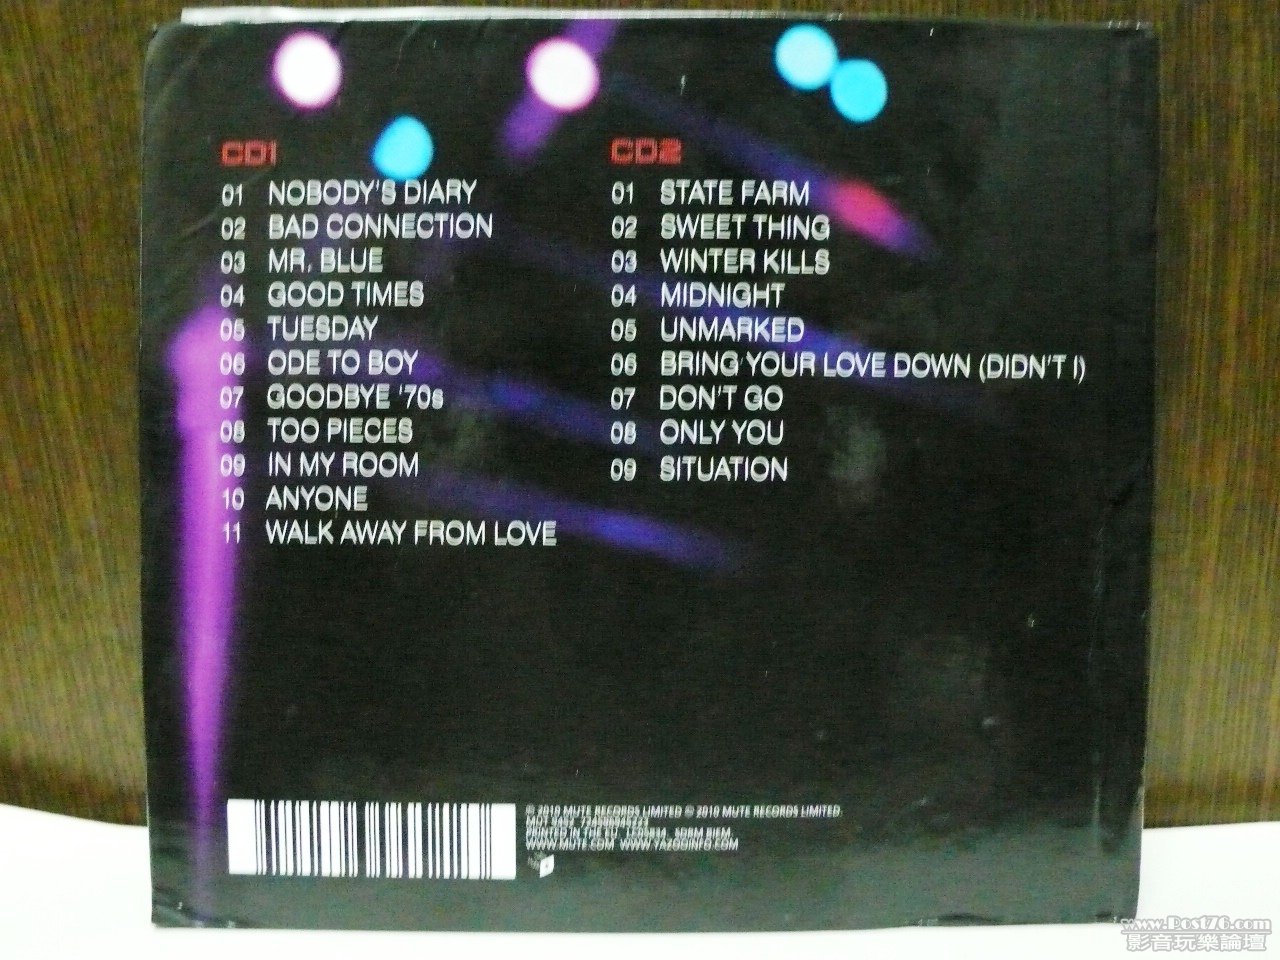 CD1
01 NOBODY'S DIARY
02 BAD CONNECTION
03 MR. BLUE
04 GOOD TIMES
05 TUESDAY
06 ODE TO BOY
07 GOODBYE '70s
08 TOO PIECES
09 IN MY ROOM
10 ANYONE
11 WALK AWAY FROM LOVE
CD2
01 STATE FARM
02 SWEET THING
03 WINTER KILLS
04 MIDNIGHT
05 UNMARKED
06 BRING YOUR LOVE DOWN (DIDN'T I)
07 DON'T GO
08 ONLY YOU
09 SITUATION
℗ 2010 MUTE RECORDS LIMITED © 2010 MUTE RECORDS LIMITED.
PRINTED IN THE EU
WWW.MUTE.COM WWW.YAZOOINFO.COM
www.Post76.com
影音玩樂論壇